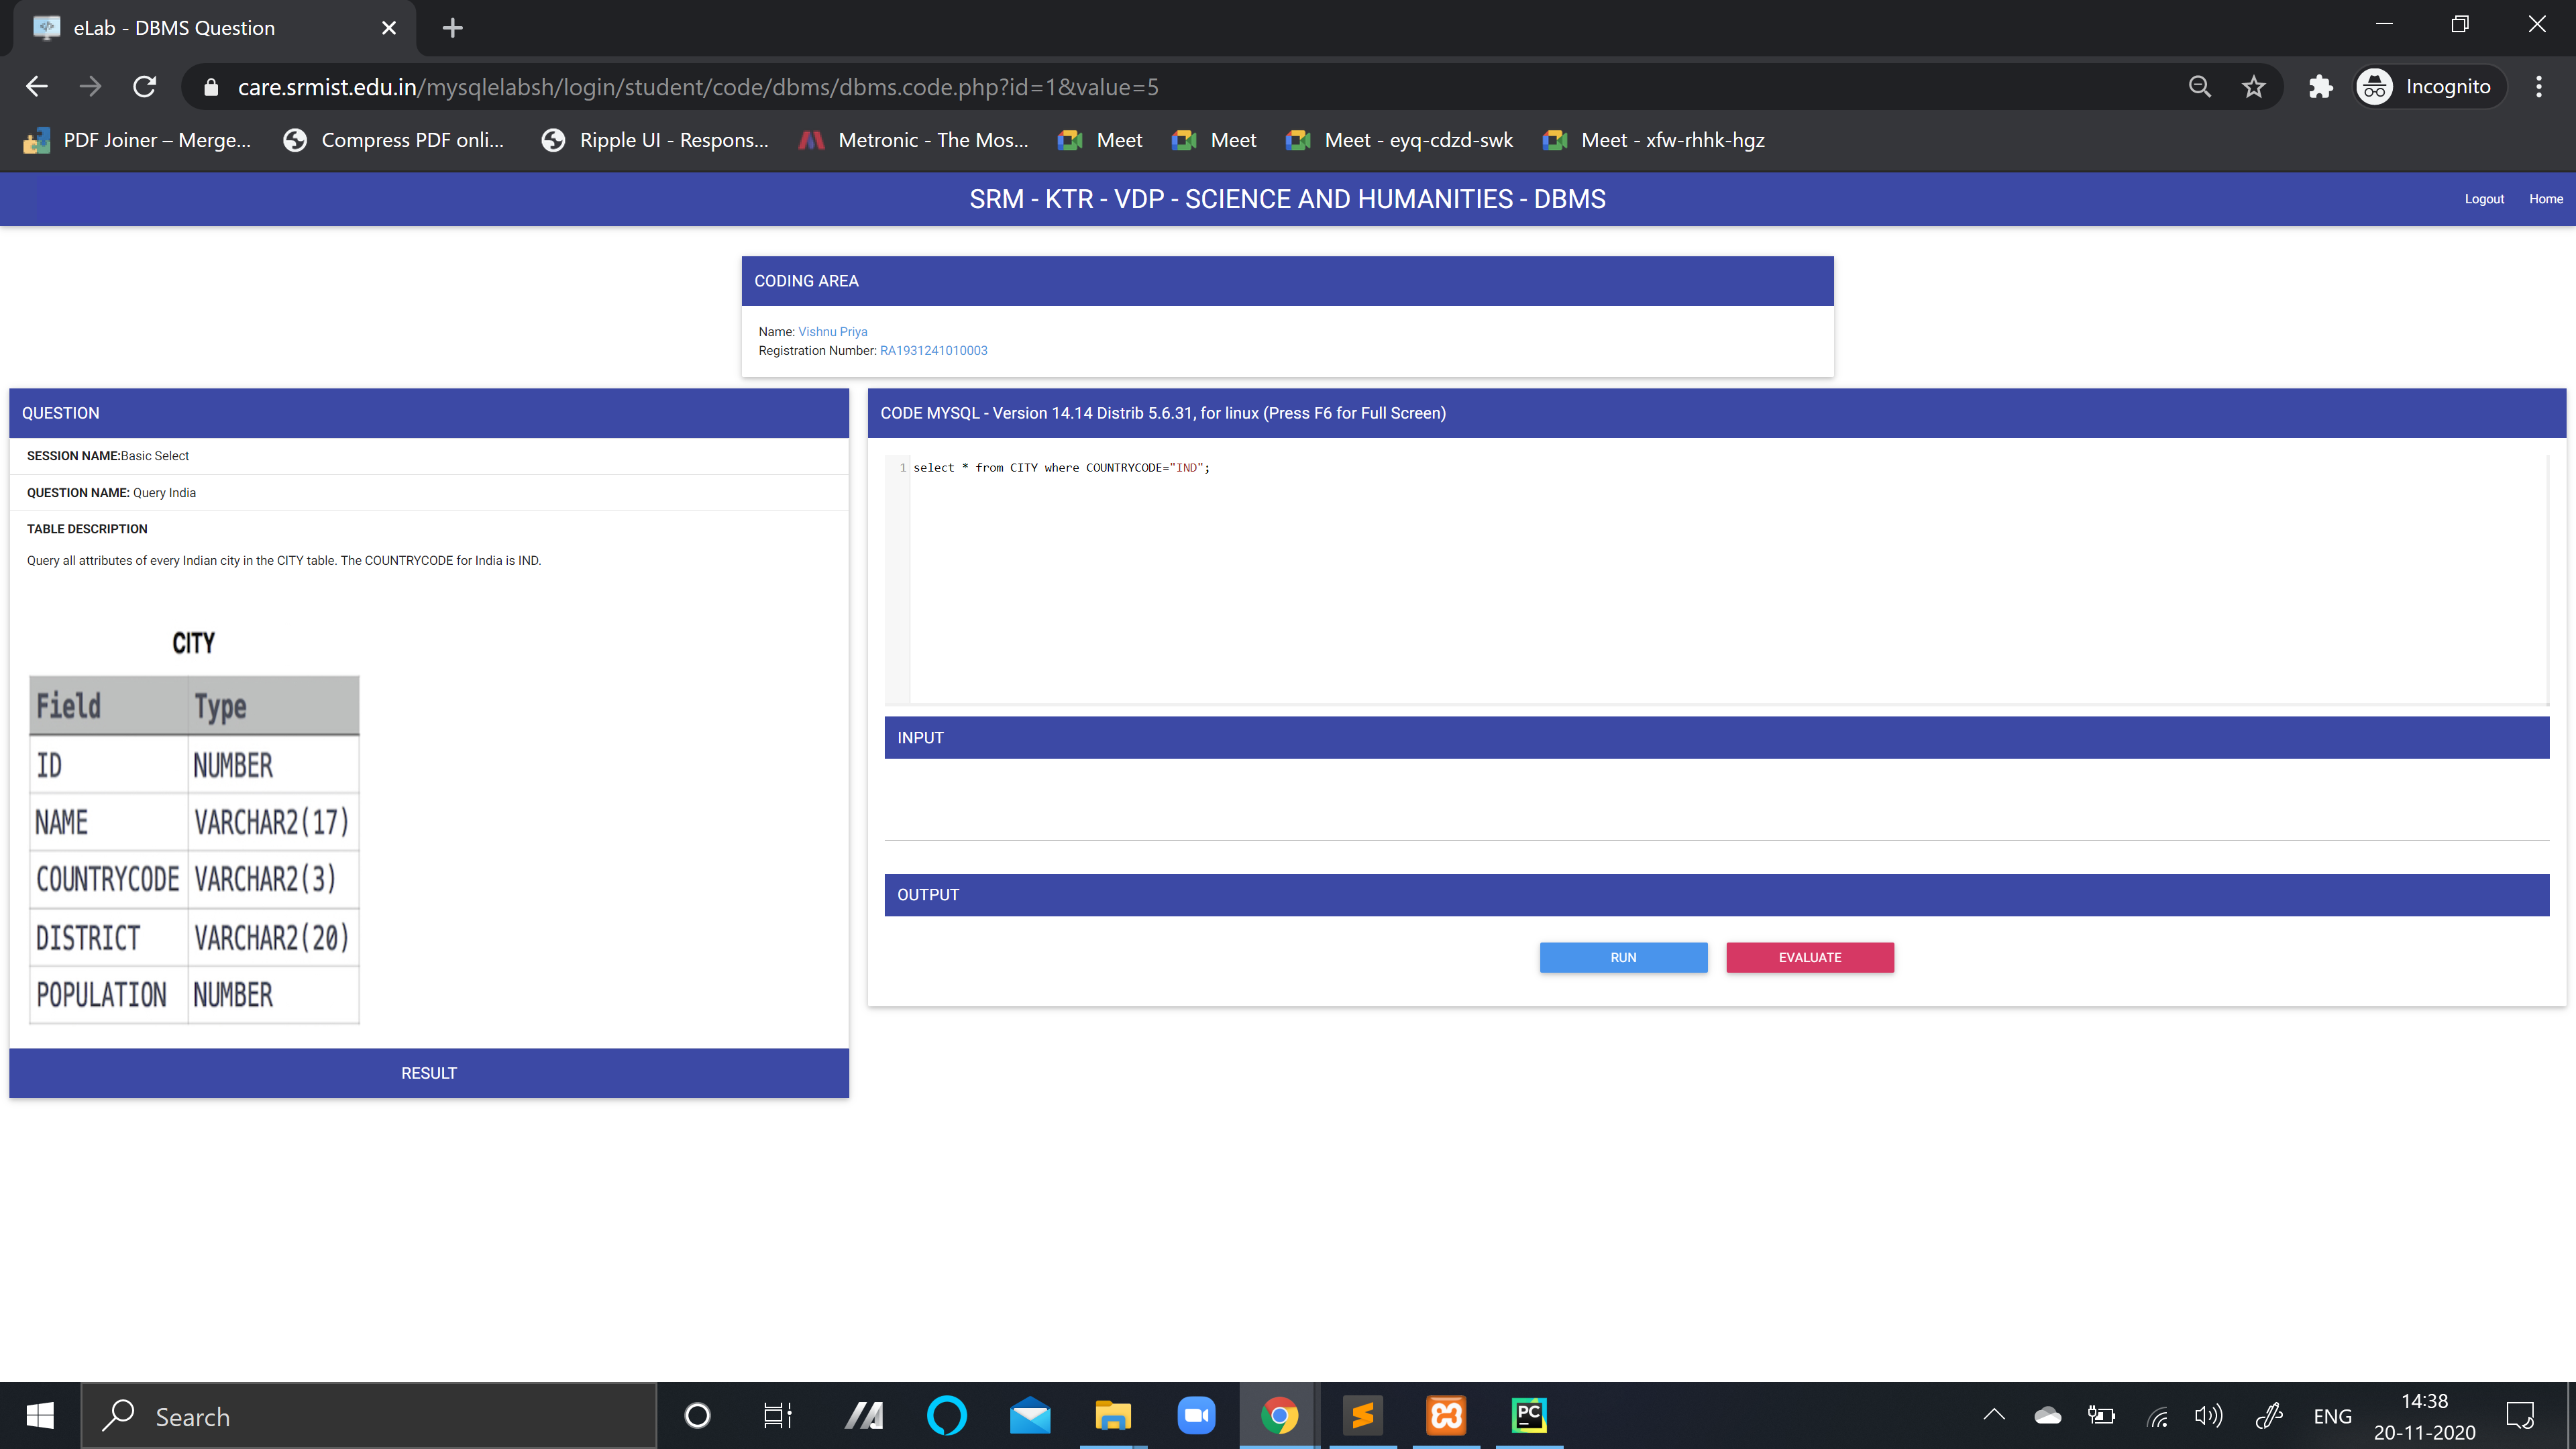 eLab - DBMS Question
care.srmist.edu.in/mysqlelabsh/login/student/code/dbms/dbms.code.php?id=1&value=5
Incognito
PDF Joiner – Merge...
Compress PDF onli...
Ripple UI - Respons...
Metronic - The Mos...
Meet
Meet
Meet - eyq-cdzd-swk
Meet - xfw-rhhk-hgz
SRM - KTR - VDP - SCIENCE AND HUMANITIES - DBMS
Logout
Home
CODING AREA
Name: Vishnu Priya
Registration Number: RA1931241010003
QUESTION
SESSION NAME:Basic Select
QUESTION NAME: Query India
TABLE DESCRIPTION
Query all attributes of every Indian city in the CITY table. The COUNTRYCODE for India is IND.
CITY
Field Type
ID NUMBER
NAME VARCHAR2(17)
COUNTRYCODE VARCHAR2(3)
DISTRICT VARCHAR2(20)
POPULATION NUMBER
RESULT
CODE MYSQL - Version 14.14 Distrib 5.6.31, for linux (Press F6 for Full Screen)
1 select * from CITY where COUNTRYCODE="IND";
INPUT
OUTPUT
RUN
EVALUATE
Search
PC
ENG
14:38
20-11-2020